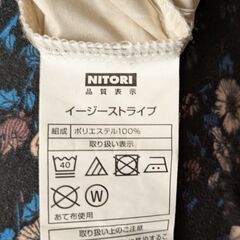 NITORI
品質表示
イージーストライプ
組成 ポリエステル100%
取り扱い表示
40
W
あて布使用
取り扱い上のご注意